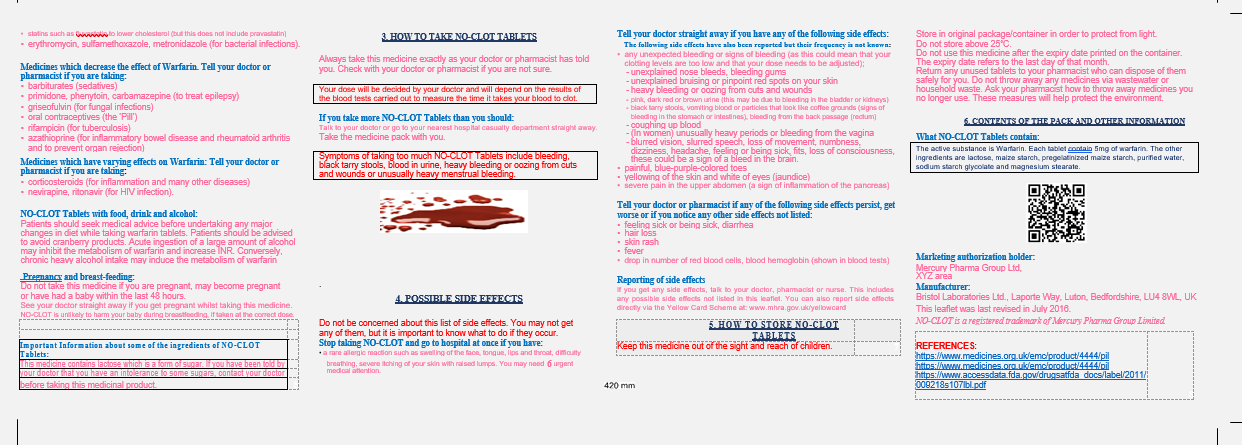 • statins such as to lower cholesterol (but this does not include pravastatin)
• erythromycin, sulfamethoxazole, metronidazole (for bacterial infections).
Medicines which decrease the effect of Warfarin. Tell your doctor or
pharmacist if you are taking:
• barbiturates (sedatives)
• primidone, phenytoin, carbamazepine (to treat epilepsy)
• griseofulvin (for fungal infections)
• oral contraceptives (the 'Pill')
• rifampicin (for tuberculosis)
• azathioprine (for inflammatory bowel disease and rheumatoid arthritis
and to prevent organ rejection)
Medicines which have varying effects on Warfarin: Tell your doctor or
pharmacist if you are taking:
• corticosteroids (for inflammation and many other diseases)
• nevirapine, ritonavir (for HIV infection).
NO-CLOT Tablets with food, drink and alcohol:
Patients should seek medical advice before undertaking any major
changes in diet while taking warfarin tablets. Patients should be advised
to avoid cranberry products. Acute ingestion of a large amount of alcohol
may inhibit the metabolism of warfarin and increase INR. Conversely,
chronic heavy alcohol intake may induce the metabolism of warfarin
Pregnancy and breast-feeding:
Do not take this medicine if you are pregnant, may become pregnant
or have had a baby within the last 48 hours.
See your doctor straight away if you get pregnant whilst taking this medicine.
NO-CLOT is unlikely to harm your baby during breastfeeding, if taken at the correct dose.
Important Information about some of the ingredients of NO-CLOT
Tablets:
This medicine contains lactose which is a form of sugar. If you have been told by
your doctor that you have an intolerance to some sugars, contact your doctor
before taking this medicinal product.
3. HOW TO TAKE NO-CLOT TABLETS
Always take this medicine exactly as your doctor or pharmacist has told
you. Check with your doctor or pharmacist if you are not sure.
Your dose will be decided by your doctor and will depend on the results of
the blood tests carried out to measure the time it takes your blood to clot.
If you take more NO-CLOT Tablets than you should:
Talk to your doctor or go to your nearest hospital casualty department straight away.
Take the medicine pack with you.
Symptoms of taking too much NO-CLOT Tablets include bleeding,
black tarry stools, blood in urine, heavy bleeding or oozing from cuts
and wounds or unusually heavy menstrual bleeding.
4. POSSIBLE SIDE EFFECTS
Do not be concerned about this list of side effects. You may not get
any of them, but it is important to know what to do if they occur.
Stop taking NO-CLOT and go to hospital at once if you have:
• a rare allergic reaction such as swelling of the face, tongue, lips and throat, difficulty
breathing, severe itching of your skin with raised lumps. You may need 6 urgent
medical attention.
Tell your doctor straight away if you have any of the following side effects:
The following side effects have also been reported but their frequency is not known:
• any unexpected bleeding or signs of bleeding (as this could mean that your
clotting levels are too low and that your dose needs to be adjusted);
- unexplained nose bleeds, bleeding gums
- unexplained bruising or pinpoint red spots on your skin
- heavy bleeding or oozing from cuts and wounds
- pink, dark red or brown urine (this may be due to bleeding in the bladder or kidneys)
- black tarry stools, vomiting blood or particles that look like coffee grounds (signs of
bleeding in the stomach or intestines), bleeding from the back passage (rectum)
- coughing up blood
- (In women) unusually heavy periods or bleeding from the vagina
- blurred vision, slurred speech, loss of movement, numbness,
dizziness, headache, feeling or being sick, fits, loss of consciousness,
these could be a sign of a bleed in the brain.
• painful, blue-purple-colored toes
• yellowing of the skin and white of eyes (jaundice)
• severe pain in the upper abdomen (a sign of inflammation of the pancreas)
Tell your doctor or pharmacist if any of the following side effects persist, get
worse or if you notice any other side effects not listed:
• feeling sick or being sick, diarrhea
• hair loss
• skin rash
• fever
• drop in number of red blood cells, blood hemoglobin (shown in blood tests)
Reporting of side effects
If you get any side effects, talk to your doctor, pharmacist or nurse. This includes
any possible side effects not listed in this leaflet. You can also report side effects
directly via the Yellow Card Scheme at: www.mhra.gov.uk/yellowcard
5. HOW TO STORE NO-CLOT
TABLETS
Keep this medicine out of the sight and reach of children.
420 mm
Store in original package/container in order to protect from light.
Do not store above 25°C.
Do not use this medicine after the expiry date printed on the container.
The expiry date refers to the last day of that month.
Return any unused tablets to your pharmacist who can dispose of them
safely for you. Do not throw away any medicines via wastewater or
household waste. Ask your pharmacist how to throw away medicines you
no longer use. These measures will help protect the environment.
6. CONTENTS OF THE PACK AND OTHER INFORMATION
What NO-CLOT Tablets contain:
The active substance is Warfarin. Each tablet contain 5mg of warfarin. The other
ingredients are lactose, maize starch, pregelatinized maize starch, purified water,
sodium starch glycolate and magnesium stearate.
Marketing authorization holder:
Mercury Pharma Group Ltd,
XYZ area
Manufacturer:
Bristol Laboratories Ltd., Laporte Way, Luton, Bedfordshire, LU4 8WL, UK
This leaflet was last revised in July 2016.
NO-CLOT is a registered trademark of Mercury Pharma Group Limited.
REFERENCES:
https://www.medicines.org.uk/emc/product/4444/pil
https://www.medicines.org.uk/emc/product/4444/pil
https://www.accessdata.fda.gov/drugsatfda_docs/label/2011/
009218s107lbl.pdf